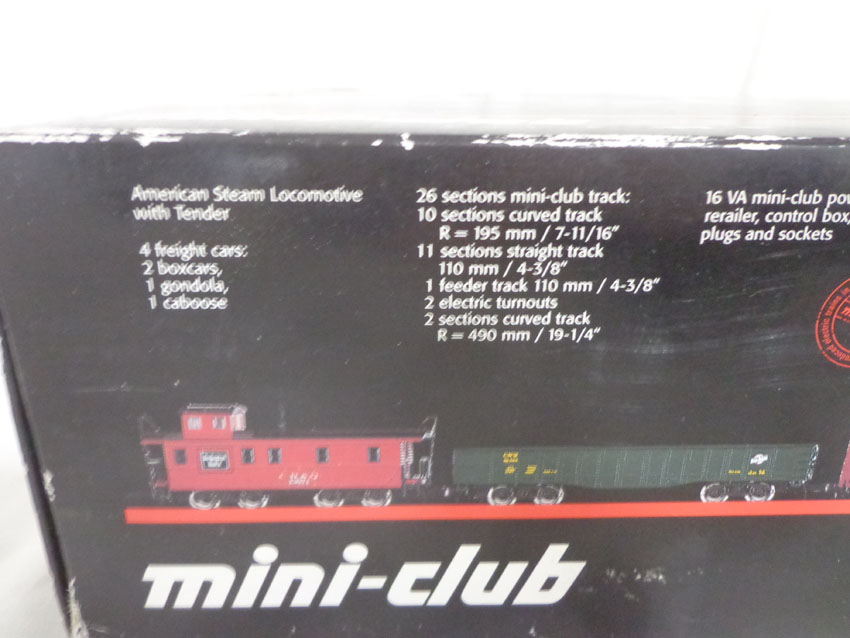 American Steam Locomotive
with Tender
4 freight cars:
2 boxcars,
1 gondola,
1 caboose
26 sections mini-club track:
10 sections curved track
R = 195 mm / 7-11/16"
11 sections straight track
110 mm / 4-3/8"
1 feeder track 110 mm / 4-3/8"
2 electric turnouts
2 sections curved track
R = 490 mm / 19-1/4"
16 VA mini-club pow
rerailer, control box,
plugs and sockets
mini-club